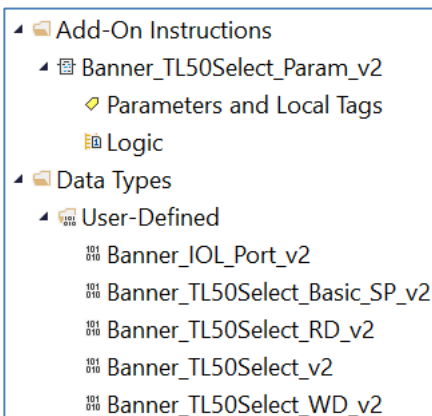 Add-On Instructions
Banner_TL50Select_Param_v2
Parameters and Local Tags
Logic
Data Types
User-Defined
Banner_IOL_Port_v2
Banner_TL50Select_Basic_SP_v2
Banner_TL50Select_RD_v2
Banner_TL50Select_v2
Banner_TL50Select_WD_v2